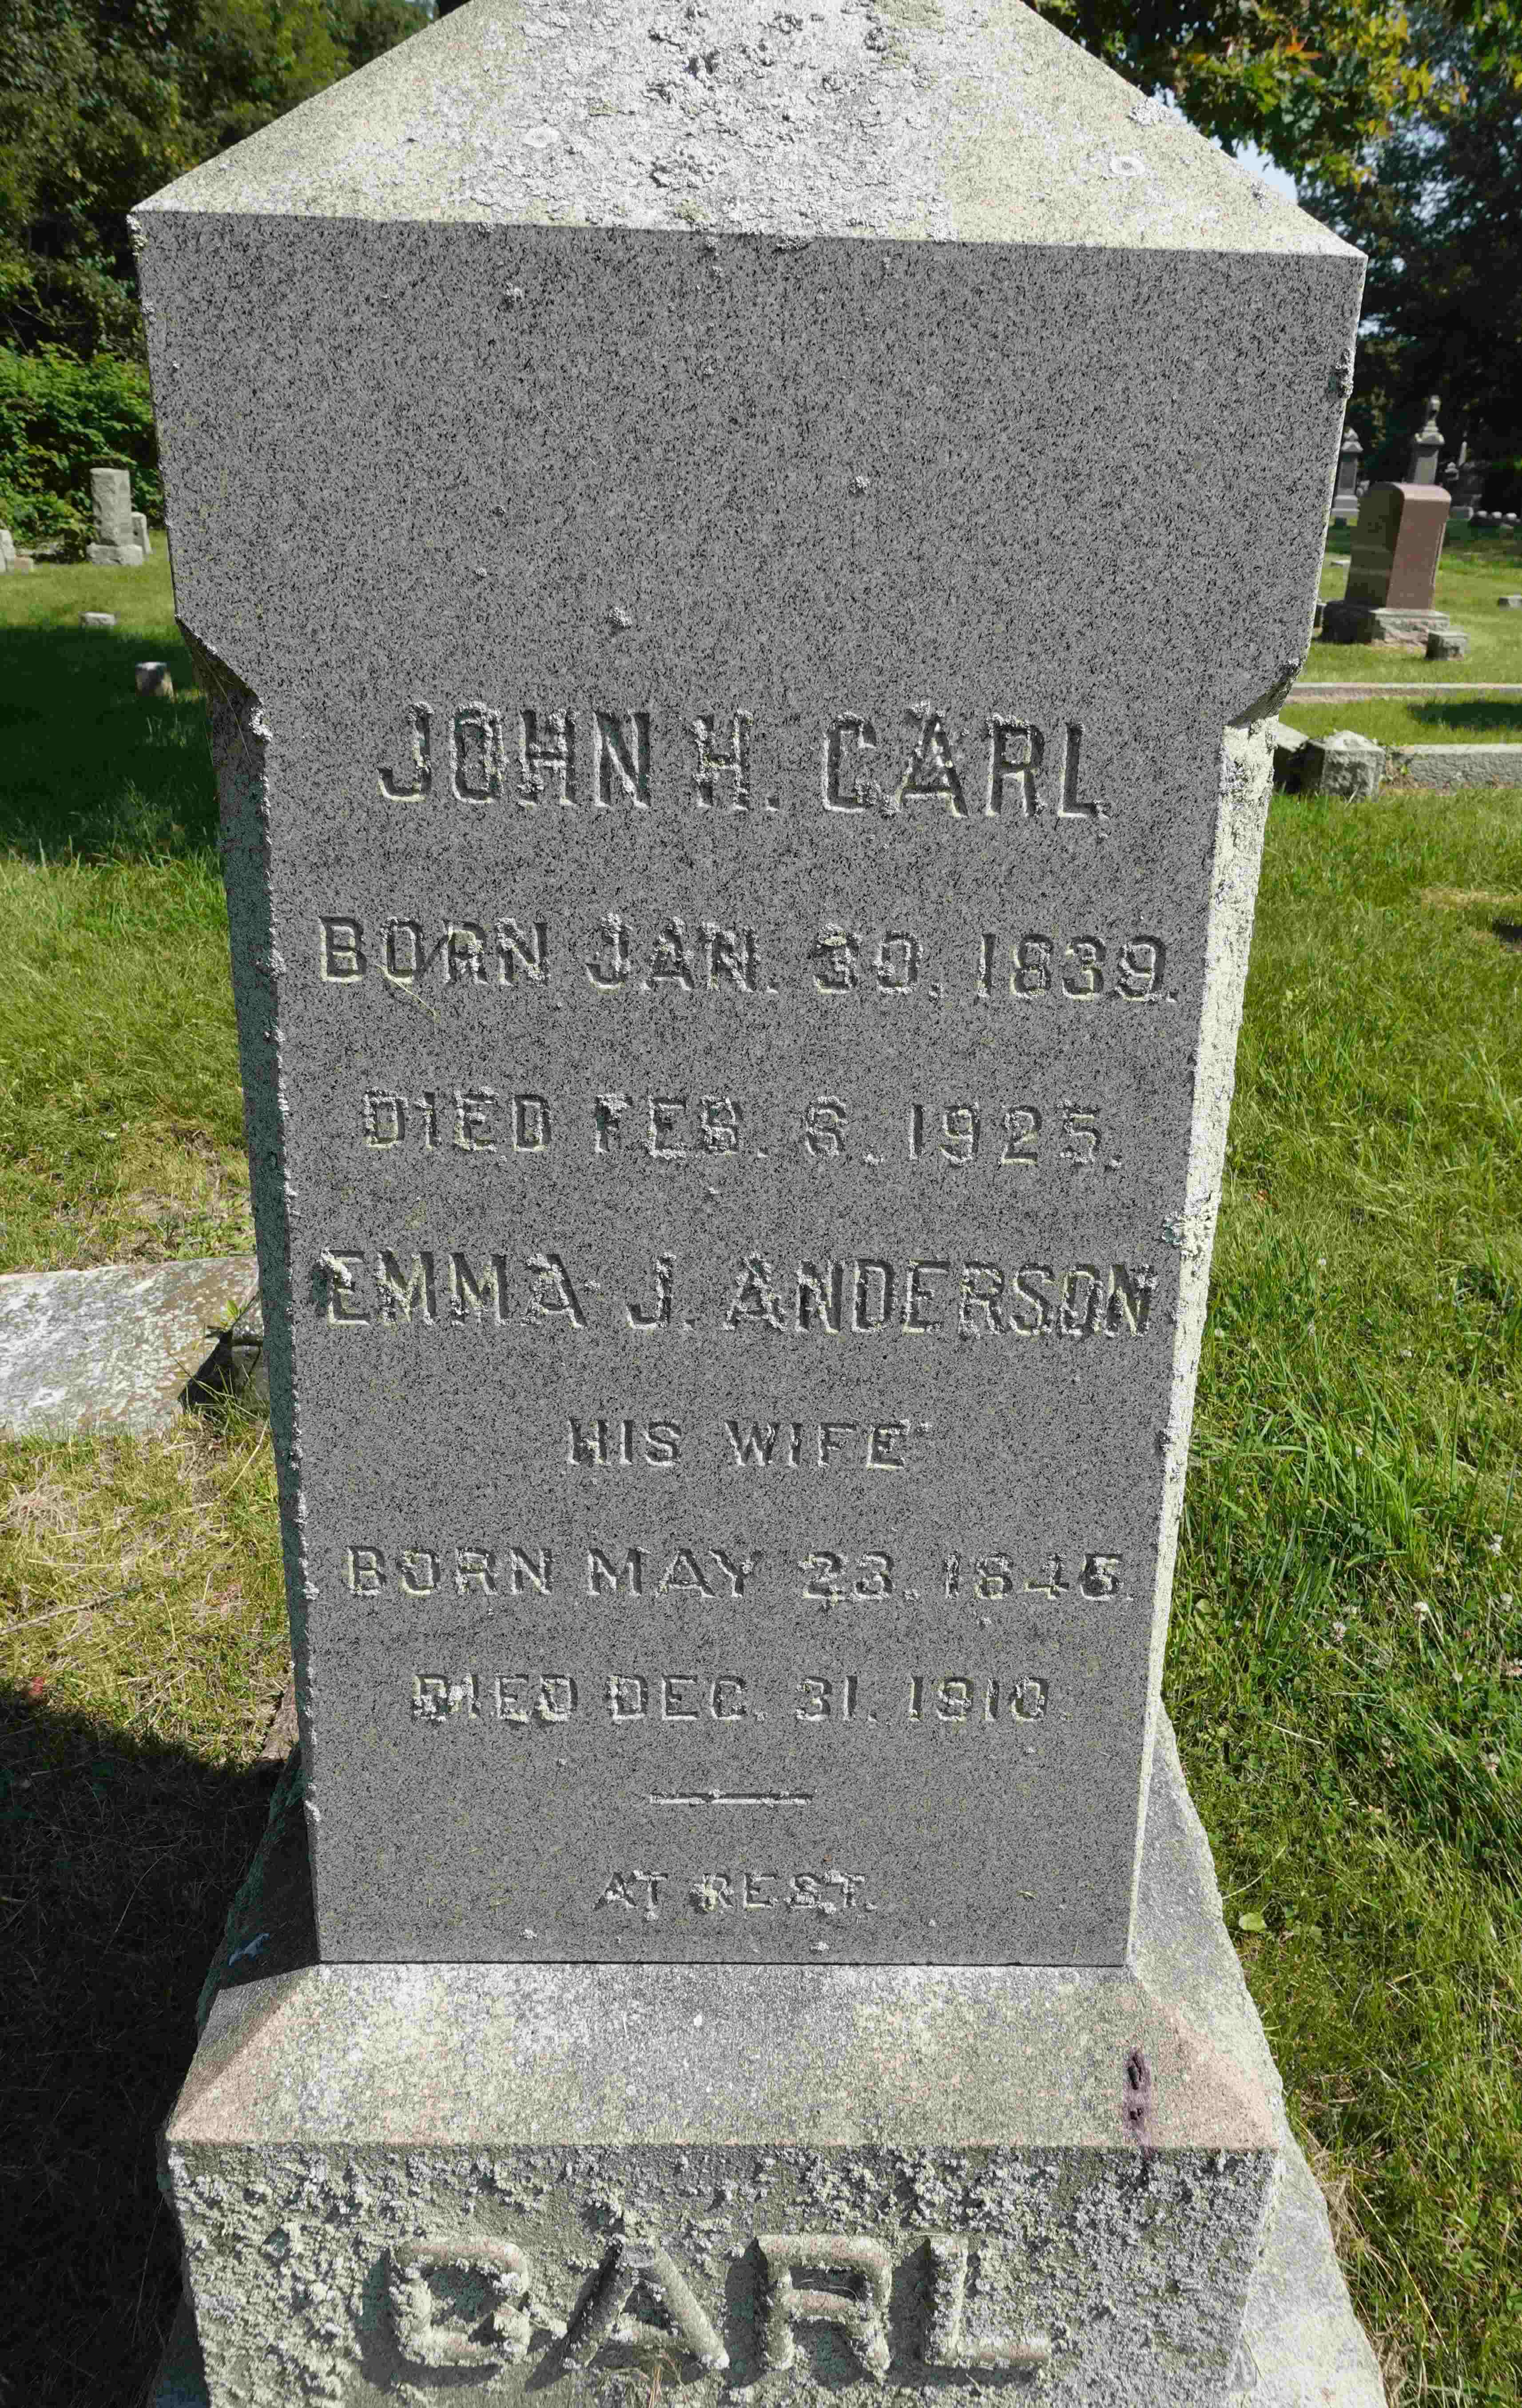 JOHN H. CARL
BORN JAN. 30, 1839.
DIED FEB. 6, 1925.
EMMA J. ANDERSON
HIS WIFE
BORN MAY 23, 1845.
DIED DEC. 31, 1910.
AT REST.
CARL